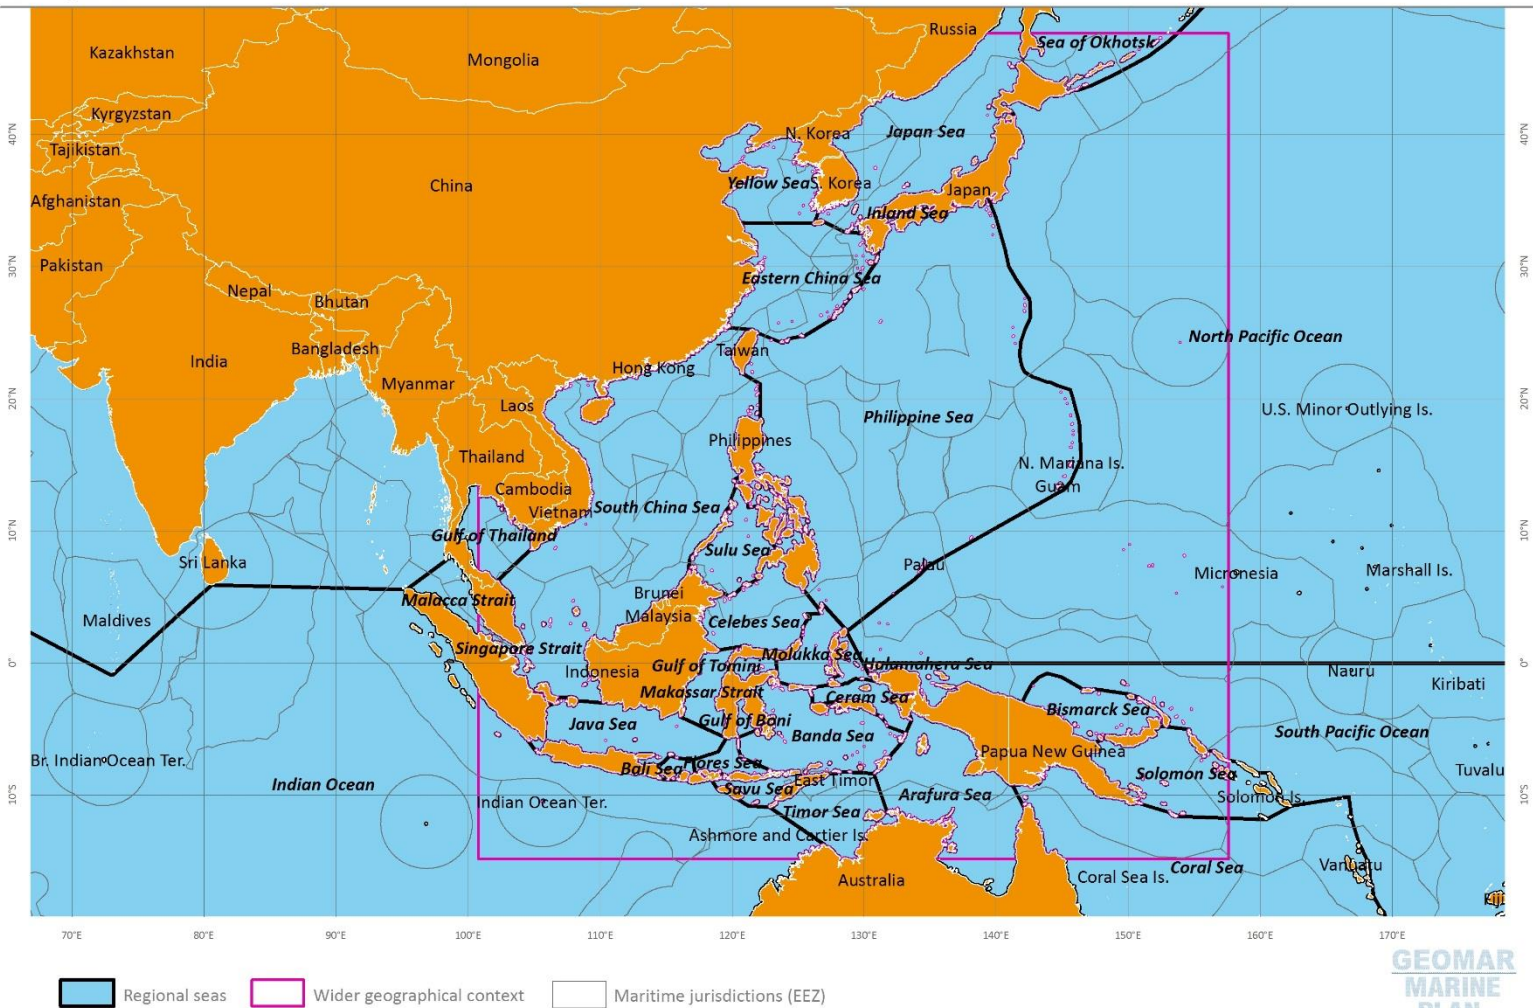 Russia
Sea of Okhotsk
Kazakhstan
Mongolia
Kyrgyzstan
N. Korea
Japan Sea
40°N
40°N
Tajikistan
Yellow Sea
S. Korea
China
Japan
Afghanistan
Inland Sea
Pakistan
30°N
30°N
Eastern China Sea
Nepal
Bhutan
North Pacific Ocean
Bangladesh
Taiwan
India
Hong Kong
Myanmar
20°N
20°N
Laos
U.S. Minor Outlying Is.
Philippine Sea
Philippines
Thailand
N. Mariana Is.
Guam
Cambodia
South China Sea
Vietnam
10°N
10°N
Gulf of Thailand
Sulu Sea
Sri Lanka
Palau
Micronesia
Marshall Is.
Brunei
Malacca Strait
Malaysia
Maldives
Celebes Sea
Singapore Strait
Molukka Sea
0°
0°
Halamahera Sea
Gulf of Tomini
Indonesia
Nauru
Kiribati
Makassar Strait
Ceram Sea
Bismarck Sea
Java Sea
Gulf of Boni
Banda Sea
South Pacific Ocean
Papua New Guinea
Br. Indian Ocean Ter.
Flores Sea
Bali Sea
Tuvalu
Solomon Sea
East Timor
Indian Ocean
Savu Sea
Arafura Sea
10°S
10°S
Solomon Is.
Indian Ocean Ter.
Timor Sea
Ashmore and Cartier Is.
Vanuatu
Coral Sea
Coral Sea Is.
Australia
70°E
80°E
90°E
100°E
110°E
120°E
130°E
140°E
150°E
160°E
170°E
GEOMAR
MARINE
PLAN
Regional seas
Wider geographical context
Maritime jurisdictions (EEZ)